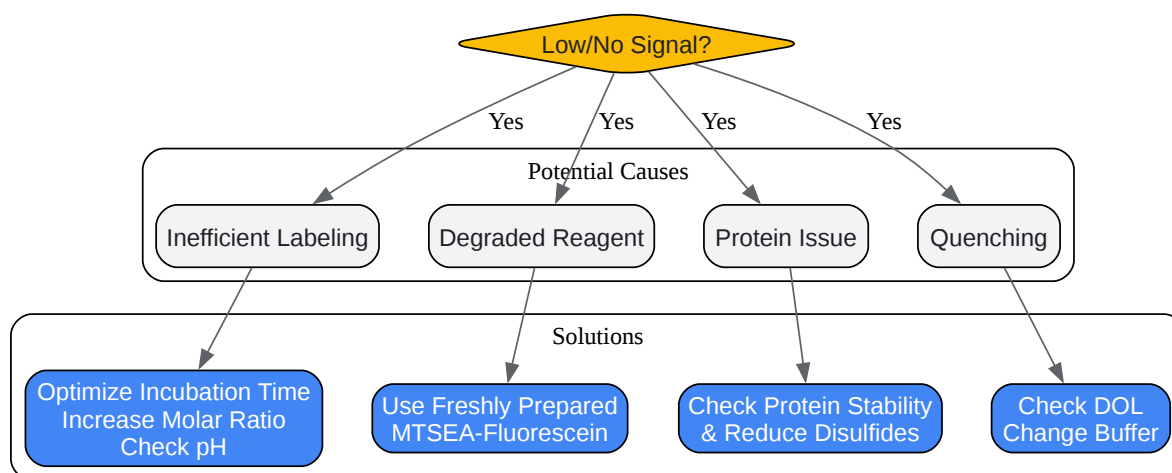 Low/No Signal?
Yes
Yes
Yes
Yes
Potential Causes
Inefficient Labeling
Degraded Reagent
Protein Issue
Quenching
Solutions
Optimize Incubation Time
Increase Molar Ratio
Check pH
Use Freshly Prepared
MTSEA-Fluorescein
Check Protein Stability
& Reduce Disulfides
Check DOL
Change Buffer